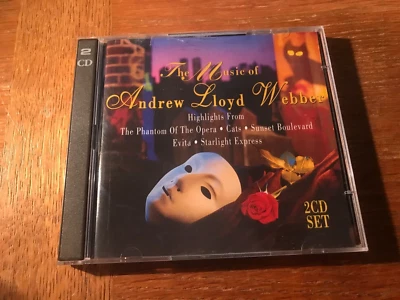 2
CD
The Music of
Andrew Lloyd Webber
Highlights From
The Phantom Of The Opera • Cats • Sunset Boulevard
Evita • Starlight Express
2CD
SET